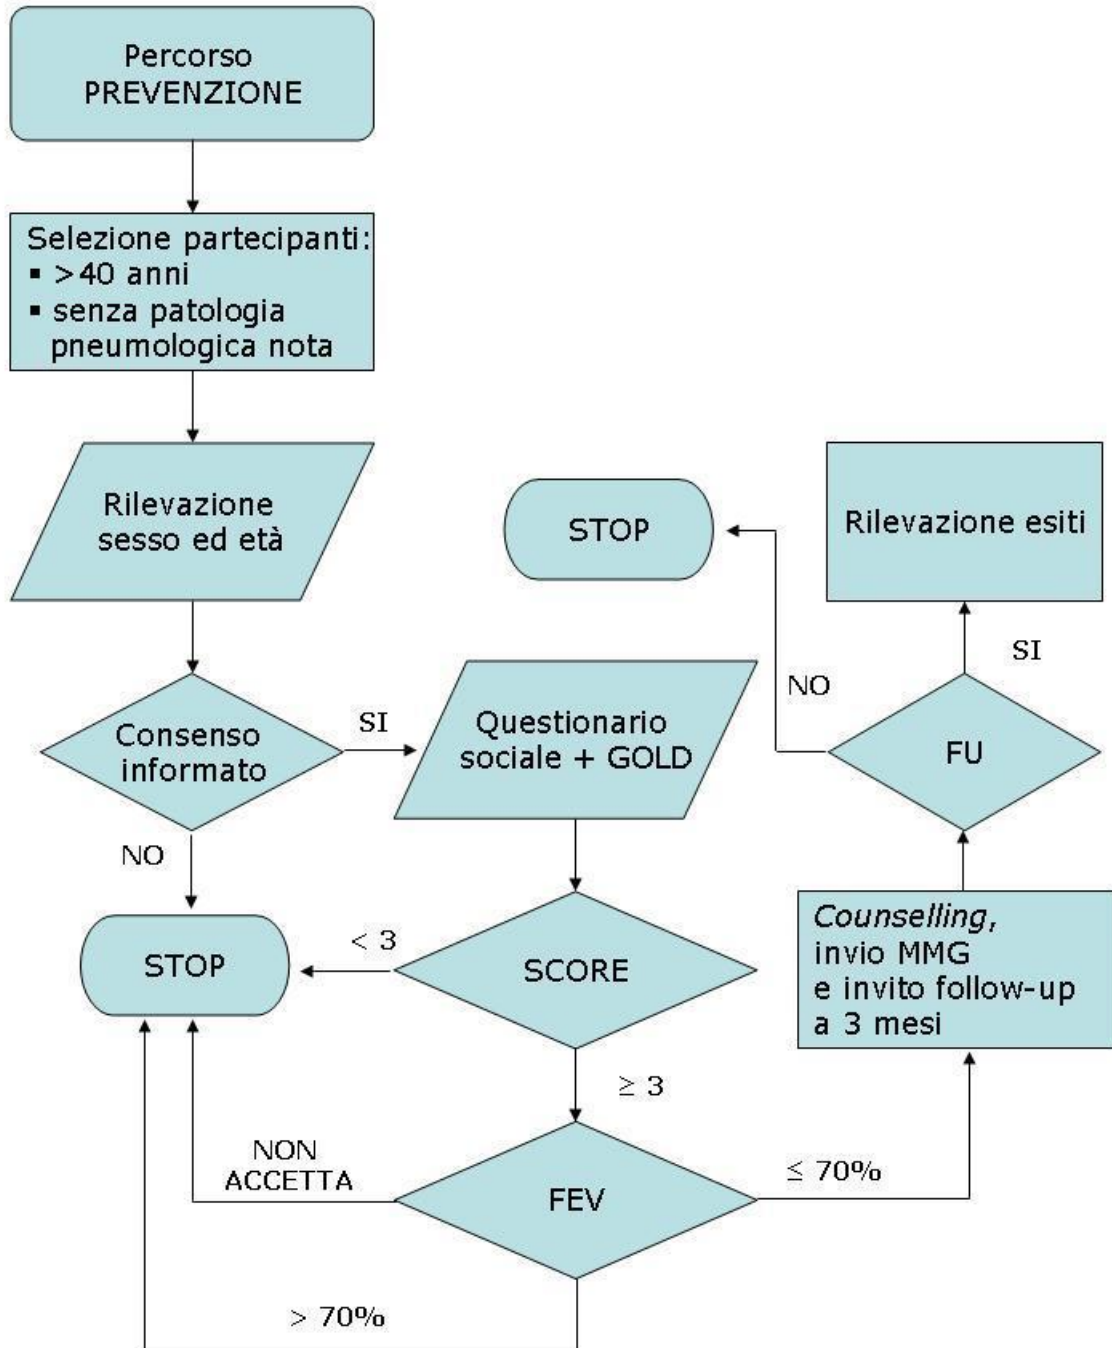 Percorso
PREVENZIONE
Selezione partecipanti:
▪ >40 anni
▪ senza patologia
pneumologica nota
Rilevazione
sesso ed età
Consenso
informato
SI
NO
STOP
Questionario
sociale + GOLD
SCORE
< 3
≥ 3
FEV
NON
ACCETTA
> 70%
≤ 70%
Counselling,
invio MMG
e invito follow-up
a 3 mesi
FU
NO
STOP
SI
Rilevazione esiti